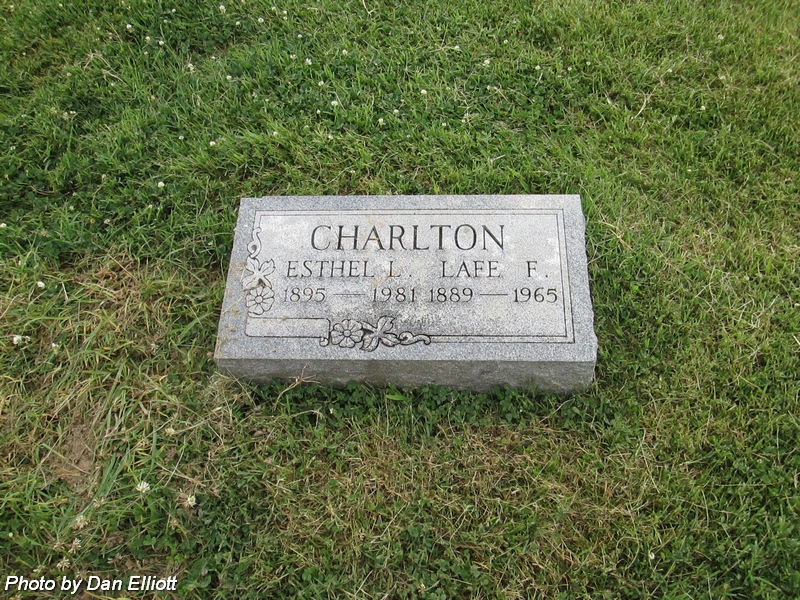 CHARLTON
ESTHEL L. LAFE F.
1895 — 1981 1889 — 1965
Photo by Dan Elliott